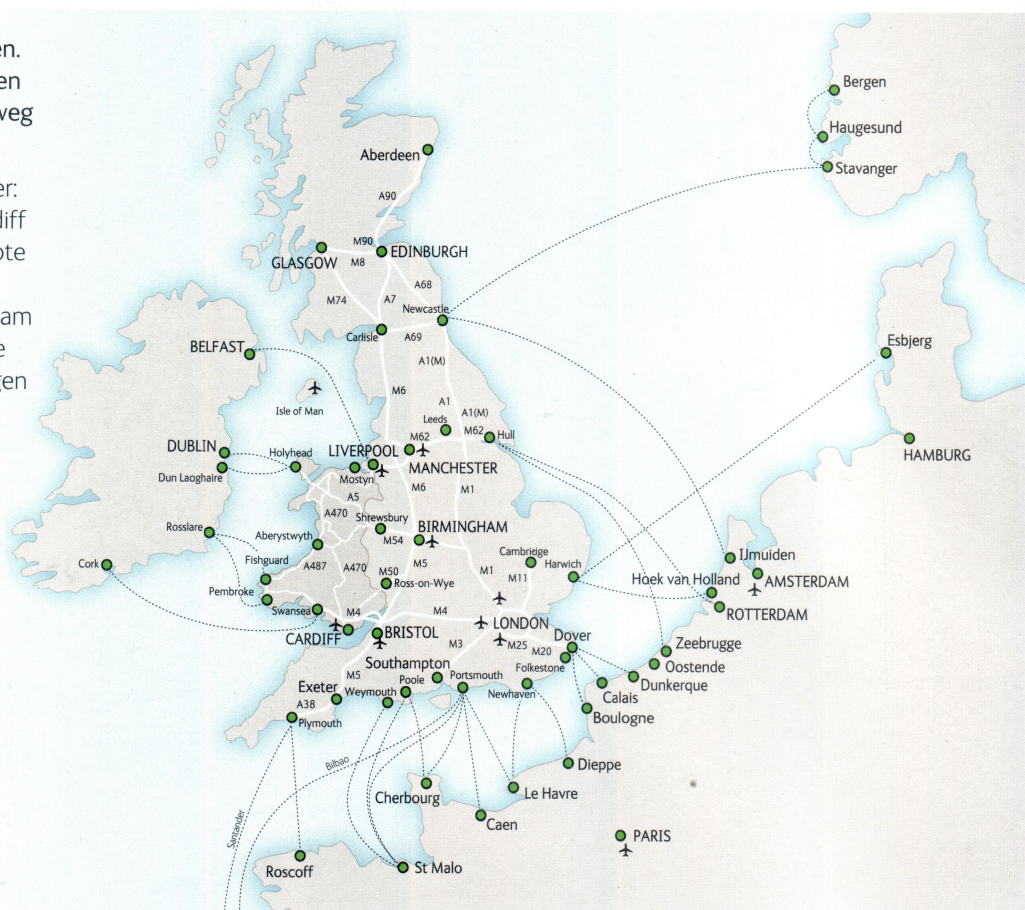 en.
en
weg
er:
diff
ote
am
e
gen
Bergen
Haugesund
Stavanger
Aberdeen
A90
M90
EDINBURGH
GLASGOW
M8
A68
M74
A7
Newcastle
Carlisle
A69
BELFAST
Esbjerg
A1(M)
Isle of Man
M6
A1
A1(M)
Leeds
M62
M62
Hull
HAMBURG
DUBLIN
Holyhead
LIVERPOOL
MANCHESTER
Dun Laoghaire
Mostyn
M6
M1
A5
A470
Shrewsbury
Rosslare
BIRMINGHAM
Aberystwyth
M54
Cambridge
IJmuiden
Cork
Fishguard
A487
A470
M5
M1
Harwich
M11
Hoek van Holland
AMSTERDAM
M50
Ross-on-Wye
Pembroke
Swansea
M4
M4
ROTTERDAM
CARDIFF
BRISTOL
LONDON
Dover
M3
M25
M20
Zeebrugge
Southampton
Folkestone
Oostende
M5
Poole
Portsmouth
Dunkerque
Exeter
Weymouth
Newhaven
Calais
A38
Plymouth
Boulogne
Bilbao
Dieppe
Cherbourg
Le Havre
Santander
Caen
PARIS
Roscoff
St Malo